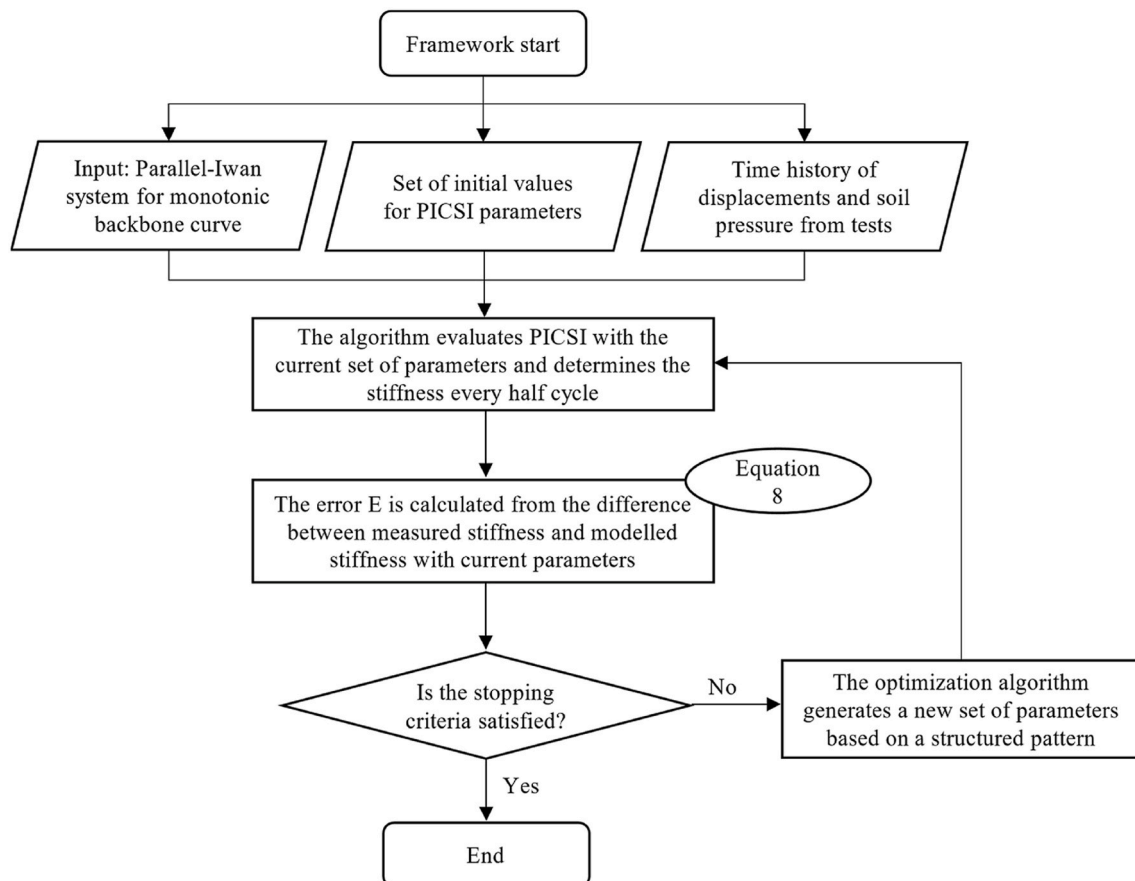 Framework start
Input: Parallel-Iwan
system for monotonic
backbone curve
Set of initial values
for PICSI parameters
Time history of
displacements and soil
pressure from tests
The algorithm evaluates PICSI with the
current set of parameters and determines the
stiffness every half cycle
Equation
8
The error E is calculated from the difference
between measured stiffness and modelled
stiffness with current parameters
Is the stopping
criteria satisfied?
No
The optimization algorithm
generates a new set of parameters
based on a structured pattern
Yes
End